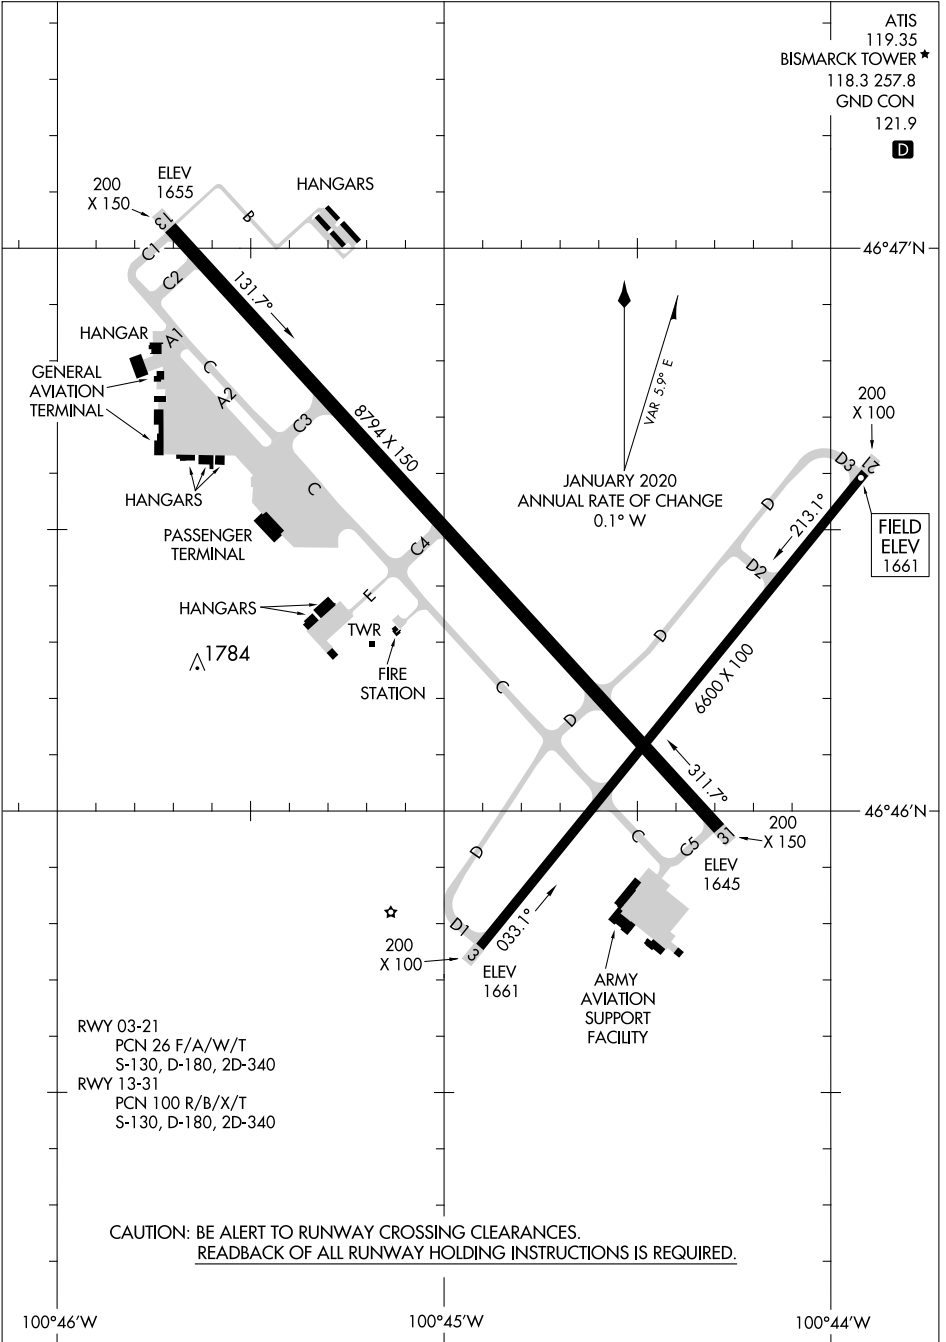 ATIS
119.35
BISMARCK TOWER
118.3 257.8
GND CON
121.9
D
ELEV
1655
200
X 150
HANGARS
13
B
C1
C2
46°47'N
131.7°
VAR 5.9° E
HANGAR
A1
C
A2
GENERAL
AVIATION
TERMINAL
C3
8794 X 150
200
X 100
D3
21
JANUARY 2020
ANNUAL RATE OF CHANGE
0.1° W
HANGARS
C
D
213.1°
FIELD
ELEV
1661
PASSENGER
TERMINAL
C4
D2
E
HANGARS
TWR
D
1784
FIRE
STATION
C
6600 X 100
D
311.7°
46°46'N
200
X 150
31
C
C5
ELEV
1645
D
D1
033.1°
200
X 100
3
ELEV
1661
ARMY
AVIATION
SUPPORT
FACILITY
RWY 03-21
PCN 26 F/A/W/T
S-130, D-180, 2D-340
RWY 13-31
PCN 100 R/B/X/T
S-130, D-180, 2D-340
CAUTION: BE ALERT TO RUNWAY CROSSING CLEARANCES.
READBACK OF ALL RUNWAY HOLDING INSTRUCTIONS IS REQUIRED.
100°46'W
100°45'W
100°44'W